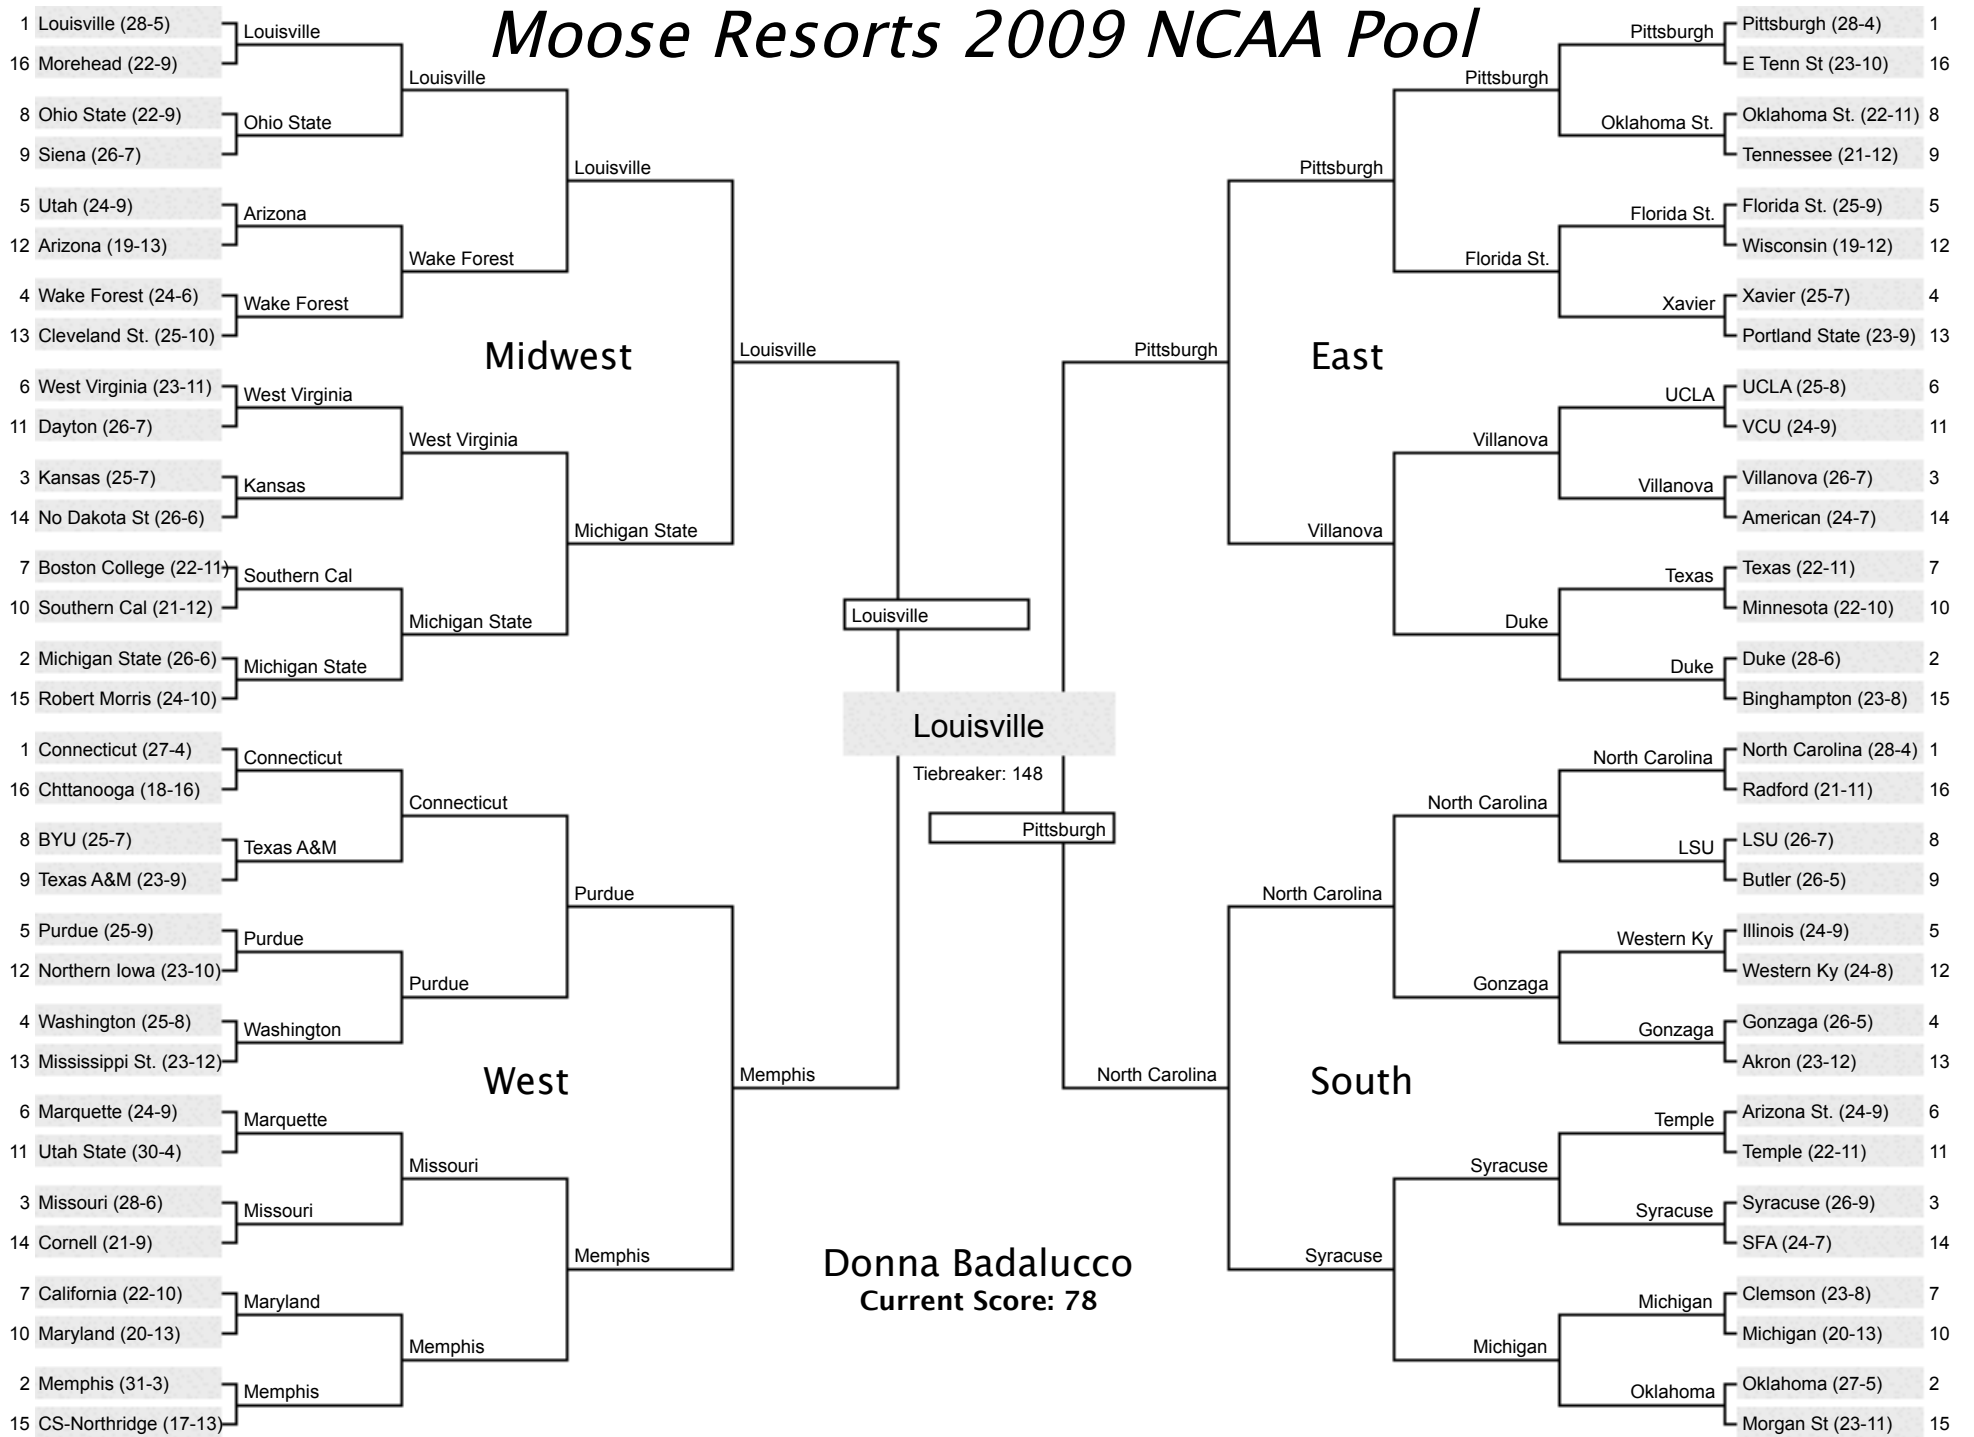 Moose Resorts 2009 NCAA Pool
1 Louisville (28-5)
16 Morehead (22-9)
8 Ohio State (22-9)
9 Siena (26-7)
5 Utah (24-9)
12 Arizona (19-13)
4 Wake Forest (24-6)
13 Cleveland St. (25-10)
6 West Virginia (23-11)
11 Dayton (26-7)
3 Kansas (25-7)
14 No Dakota St (26-6)
7 Boston College (22-11)
10 Southern Cal (21-12)
2 Michigan State (26-6)
15 Robert Morris (24-10)
Louisville
Ohio State
Arizona
Wake Forest
West Virginia
Kansas
Southern Cal
Michigan State
Louisville
Wake Forest
West Virginia
Michigan State
Louisville
Michigan State
Midwest
Louisville
1 Connecticut (27-4)
16 Chttanooga (18-16)
8 BYU (25-7)
9 Texas A&M (23-9)
5 Purdue (25-9)
12 Northern Iowa (23-10)
4 Washington (25-8)
13 Mississippi St. (23-12)
6 Marquette (24-9)
11 Utah State (30-4)
3 Missouri (28-6)
14 Cornell (21-9)
7 California (22-10)
10 Maryland (20-13)
2 Memphis (31-3)
15 CS-Northridge (17-13)
Connecticut
Texas A&M
Purdue
Washington
Marquette
Missouri
Maryland
Memphis
Connecticut
Purdue
Missouri
Memphis
Purdue
Memphis
West
Memphis
Louisville
Louisville
Tiebreaker: 148
Pittsburgh
Donna Badalucco
Current Score: 78
Pittsburgh (28-4) 1
E Tenn St (23-10) 16
Oklahoma St. (22-11) 8
Tennessee (21-12) 9
Florida St. (25-9) 5
Wisconsin (19-12) 12
Xavier (25-7) 4
Portland State (23-9) 13
UCLA (25-8) 6
VCU (24-9) 11
Villanova (26-7) 3
American (24-7) 14
Texas (22-11) 7
Minnesota (22-10) 10
Duke (28-6) 2
Binghampton (23-8) 15
Pittsburgh
Oklahoma St.
Florida St.
Xavier
UCLA
Villanova
Texas
Duke
Pittsburgh
Florida St.
Villanova
Duke
Pittsburgh
Villanova
East
Pittsburgh
North Carolina (28-4) 1
Radford (21-11) 16
LSU (26-7) 8
Butler (26-5) 9
Illinois (24-9) 5
Western Ky (24-8) 12
Gonzaga (26-5) 4
Akron (23-12) 13
Arizona St. (24-9) 6
Temple (22-11) 11
Syracuse (26-9) 3
SFA (24-7) 14
Clemson (23-8) 7
Michigan (20-13) 10
Oklahoma (27-5) 2
Morgan St (23-11) 15
North Carolina
LSU
Western Ky
Gonzaga
Temple
Syracuse
Michigan
Oklahoma
North Carolina
Gonzaga
Syracuse
Michigan
North Carolina
Syracuse
South
North Carolina